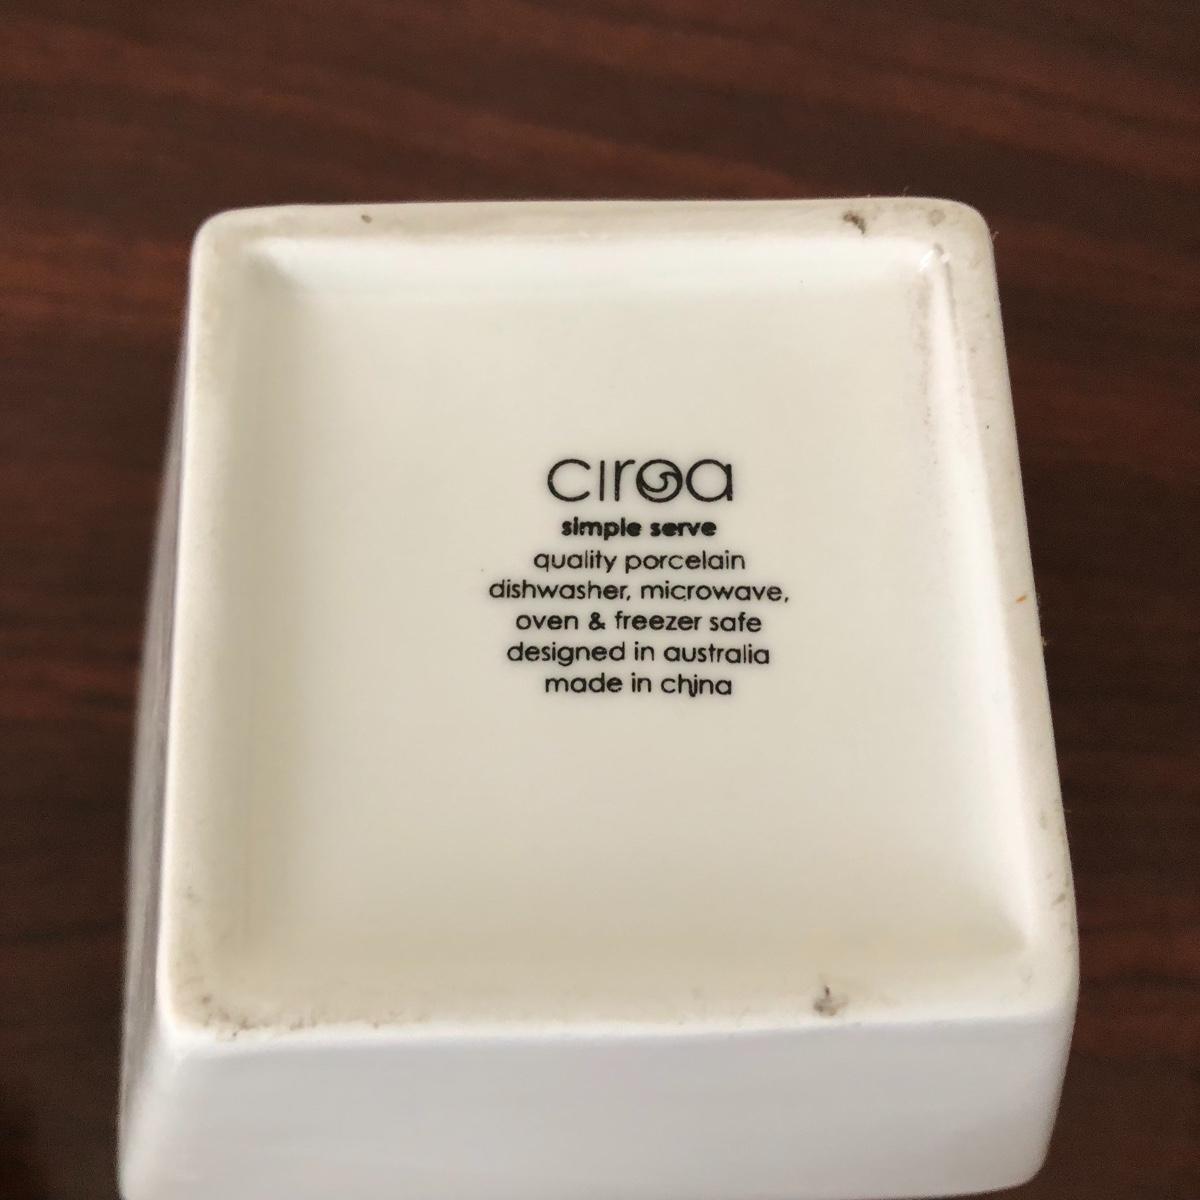 ciroa
simple serve
quality porcelain
dishwasher, microwave,
oven & freezer safe
designed in australia
made in china